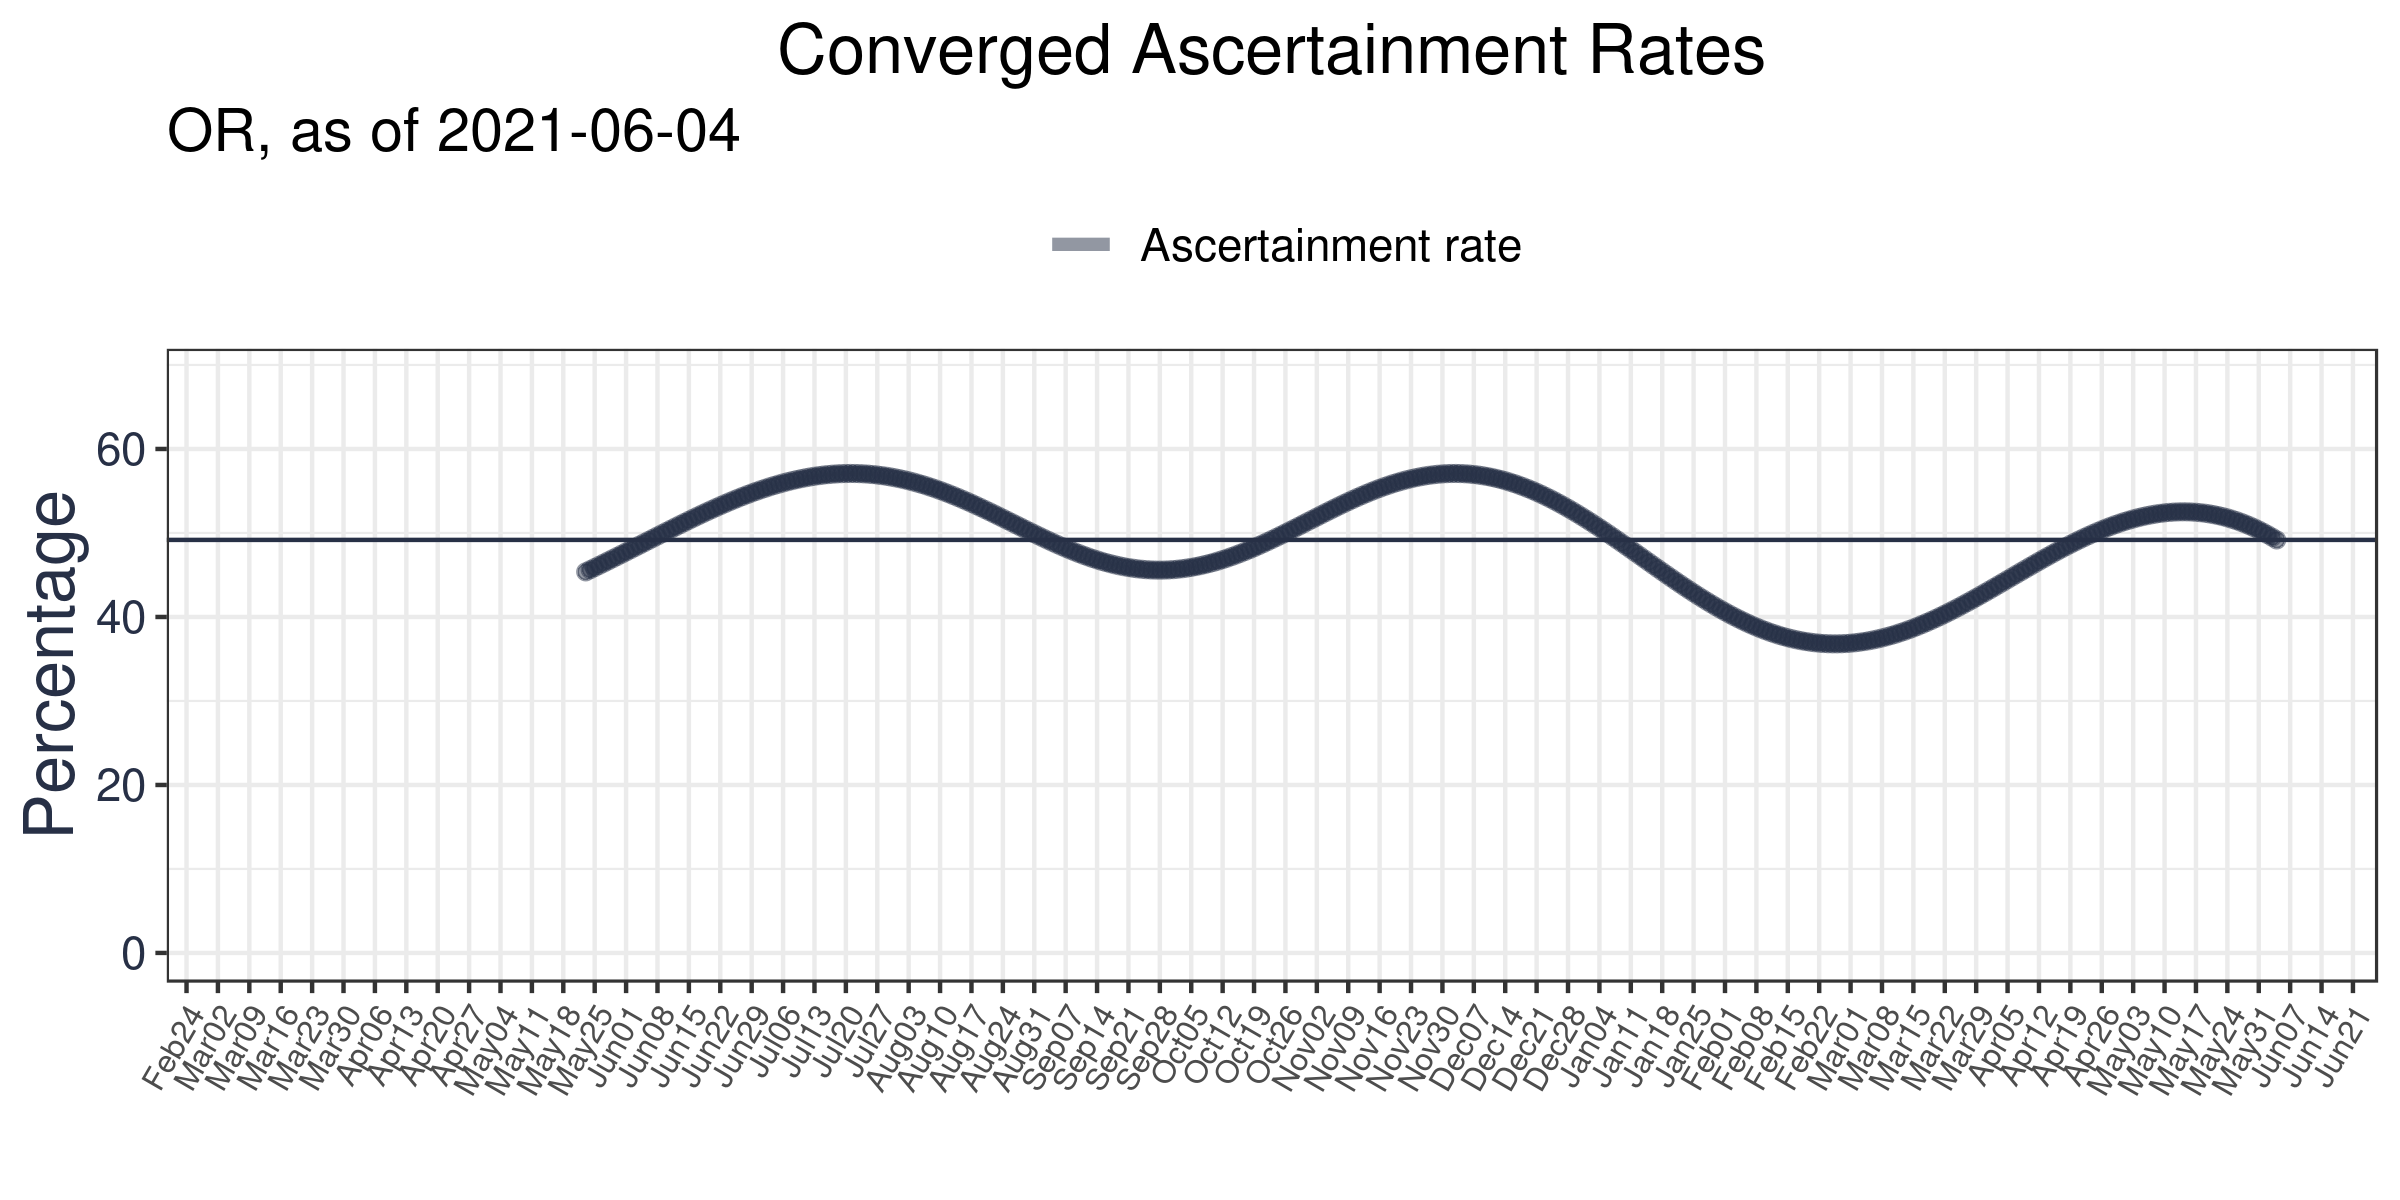 Converged Ascertainment Rates
OR, as of 2021-06-04
Ascertainment rate
Percentage
60
40
20
0
Feb24 Mar02 Mar09 Mar16 Mar23 Mar30 Apr06 Apr13 Apr20 Apr27 May04 May11 May18 May25 Jun01 Jun08 Jun15 Jun22 Jun29 Jul06 Jul13 Jul20 Jul27 Aug03 Aug10 Aug17 Aug24 Aug31 Sep07 Sep14 Sep21 Sep28 Oct05 Oct12 Oct19 Oct26 Nov02 Nov09 Nov16 Nov23 Nov30 Dec07 Dec14 Dec21 Dec28 Jan04 Jan11 Jan18 Jan25 Feb01 Feb08 Feb15 Feb22 Mar01 Mar08 Mar15 Mar22 Mar29 Apr05 Apr12 Apr19 Apr26 May03 May10 May17 May24 May31 Jun07 Jun14 Jun21